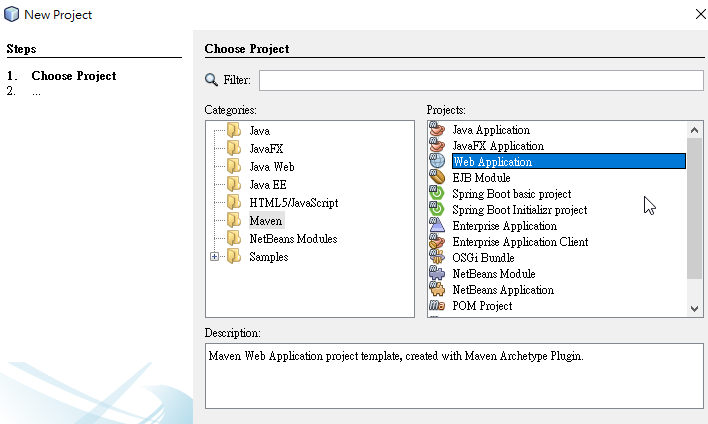 New Project
Steps
1. Choose Project
2. ...
Choose Project
Filter:
Categories:
Java
JavaFX
Java Web
Java EE
HTML5/JavaScript
Maven
NetBeans Modules
Samples
Projects:
Java Application
JavaFX Application
Web Application
EJB Module
Spring Boot basic project
Spring Boot Initializr project
Enterprise Application
Enterprise Application Client
OSGi Bundle
NetBeans Module
NetBeans Application
POM Project
Description:
Maven Web Application project template, created with Maven Archetype Plugin.